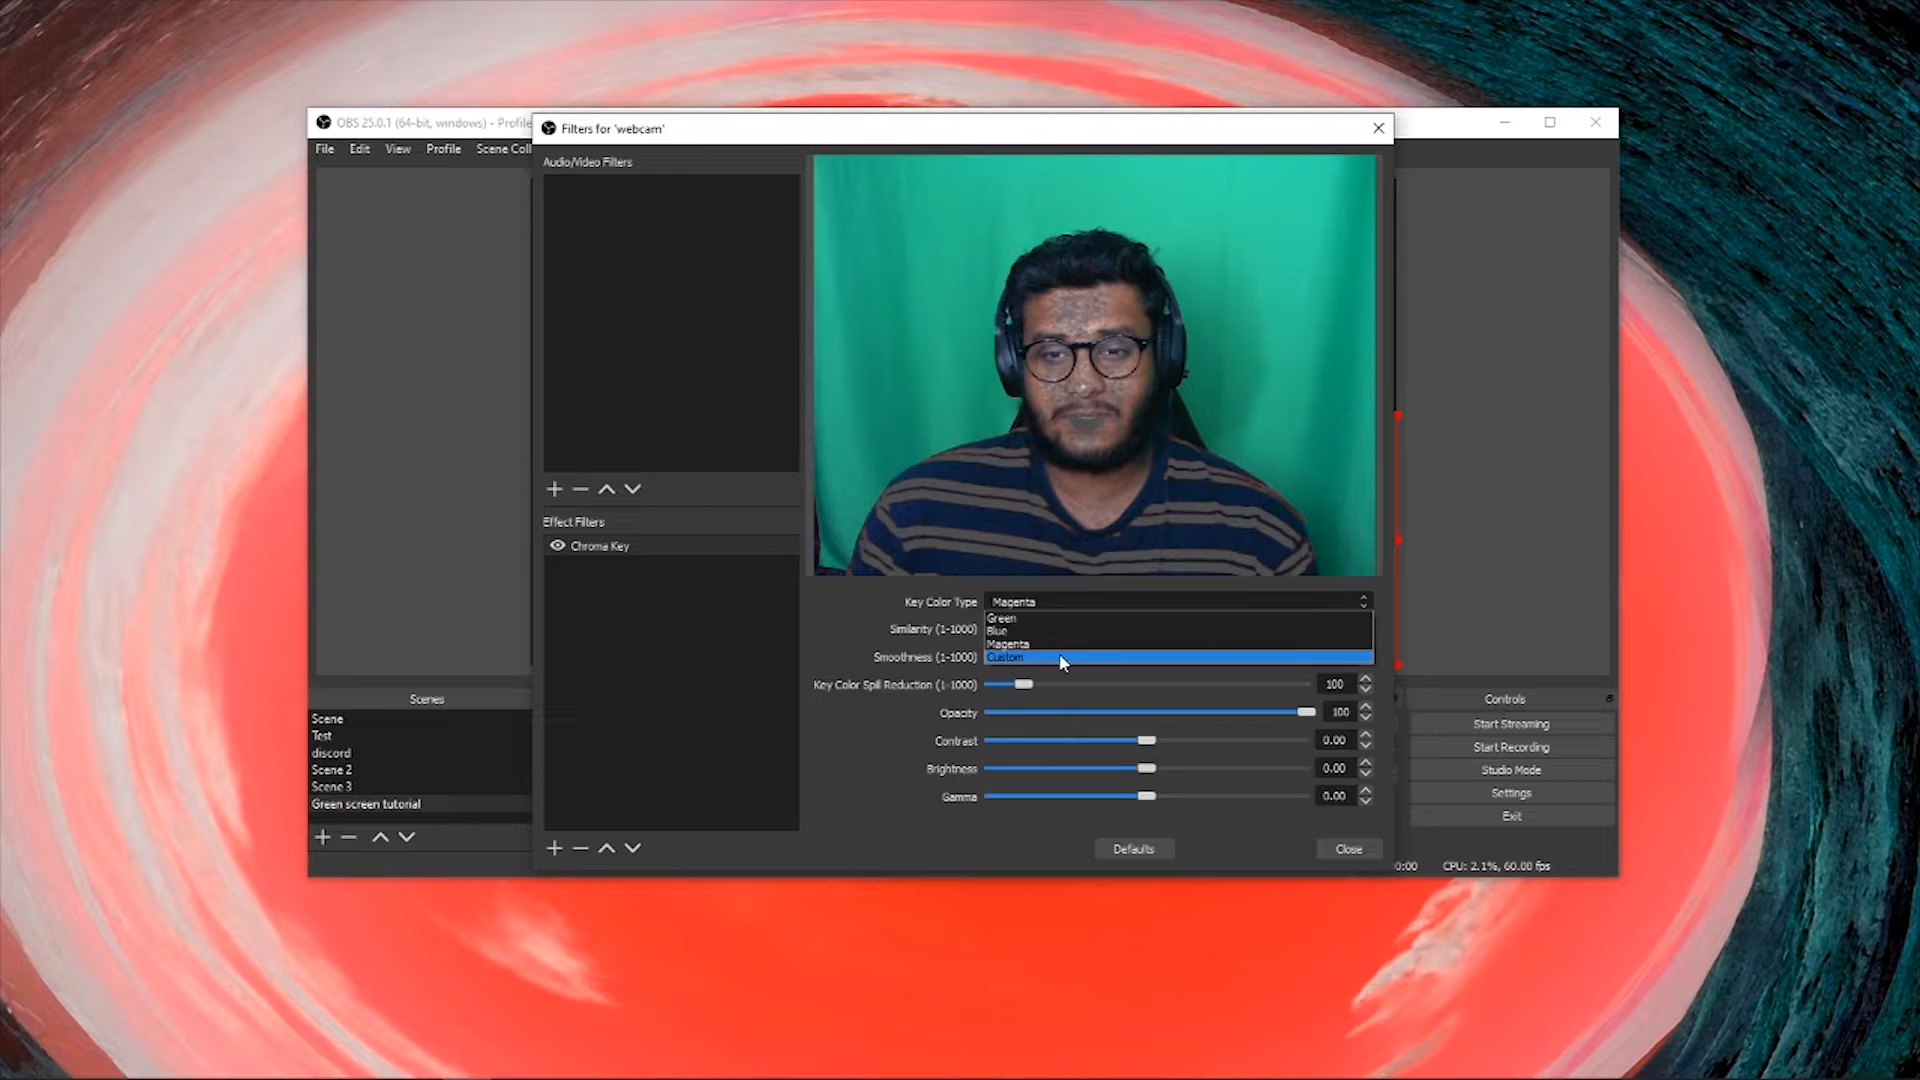 OBS 25.0.1 (64-bit, windows) - Profile
Filters for 'webcam'
File Edit View Profile Scene Coll
Audio/Video Filters
Effect Filters
Chroma Key
Key Color Type Magenta
Green
Similarity (1-1000)
Blue
Magenta
Smoothness (1-1000)
Custom
Key Color Spill Reduction (1-1000) 100
Opacity 100
Contrast 0.00
Brightness 0.00
Gamma 0.00
Defaults
Close
Scenes
Scene
Test
discord
Scene 2
Scene 3
Green screen tutorial
Controls
Start Streaming
Start Recording
Studio Mode
Settings
Exit
0:00 CPU: 2.1%, 60.00 fps